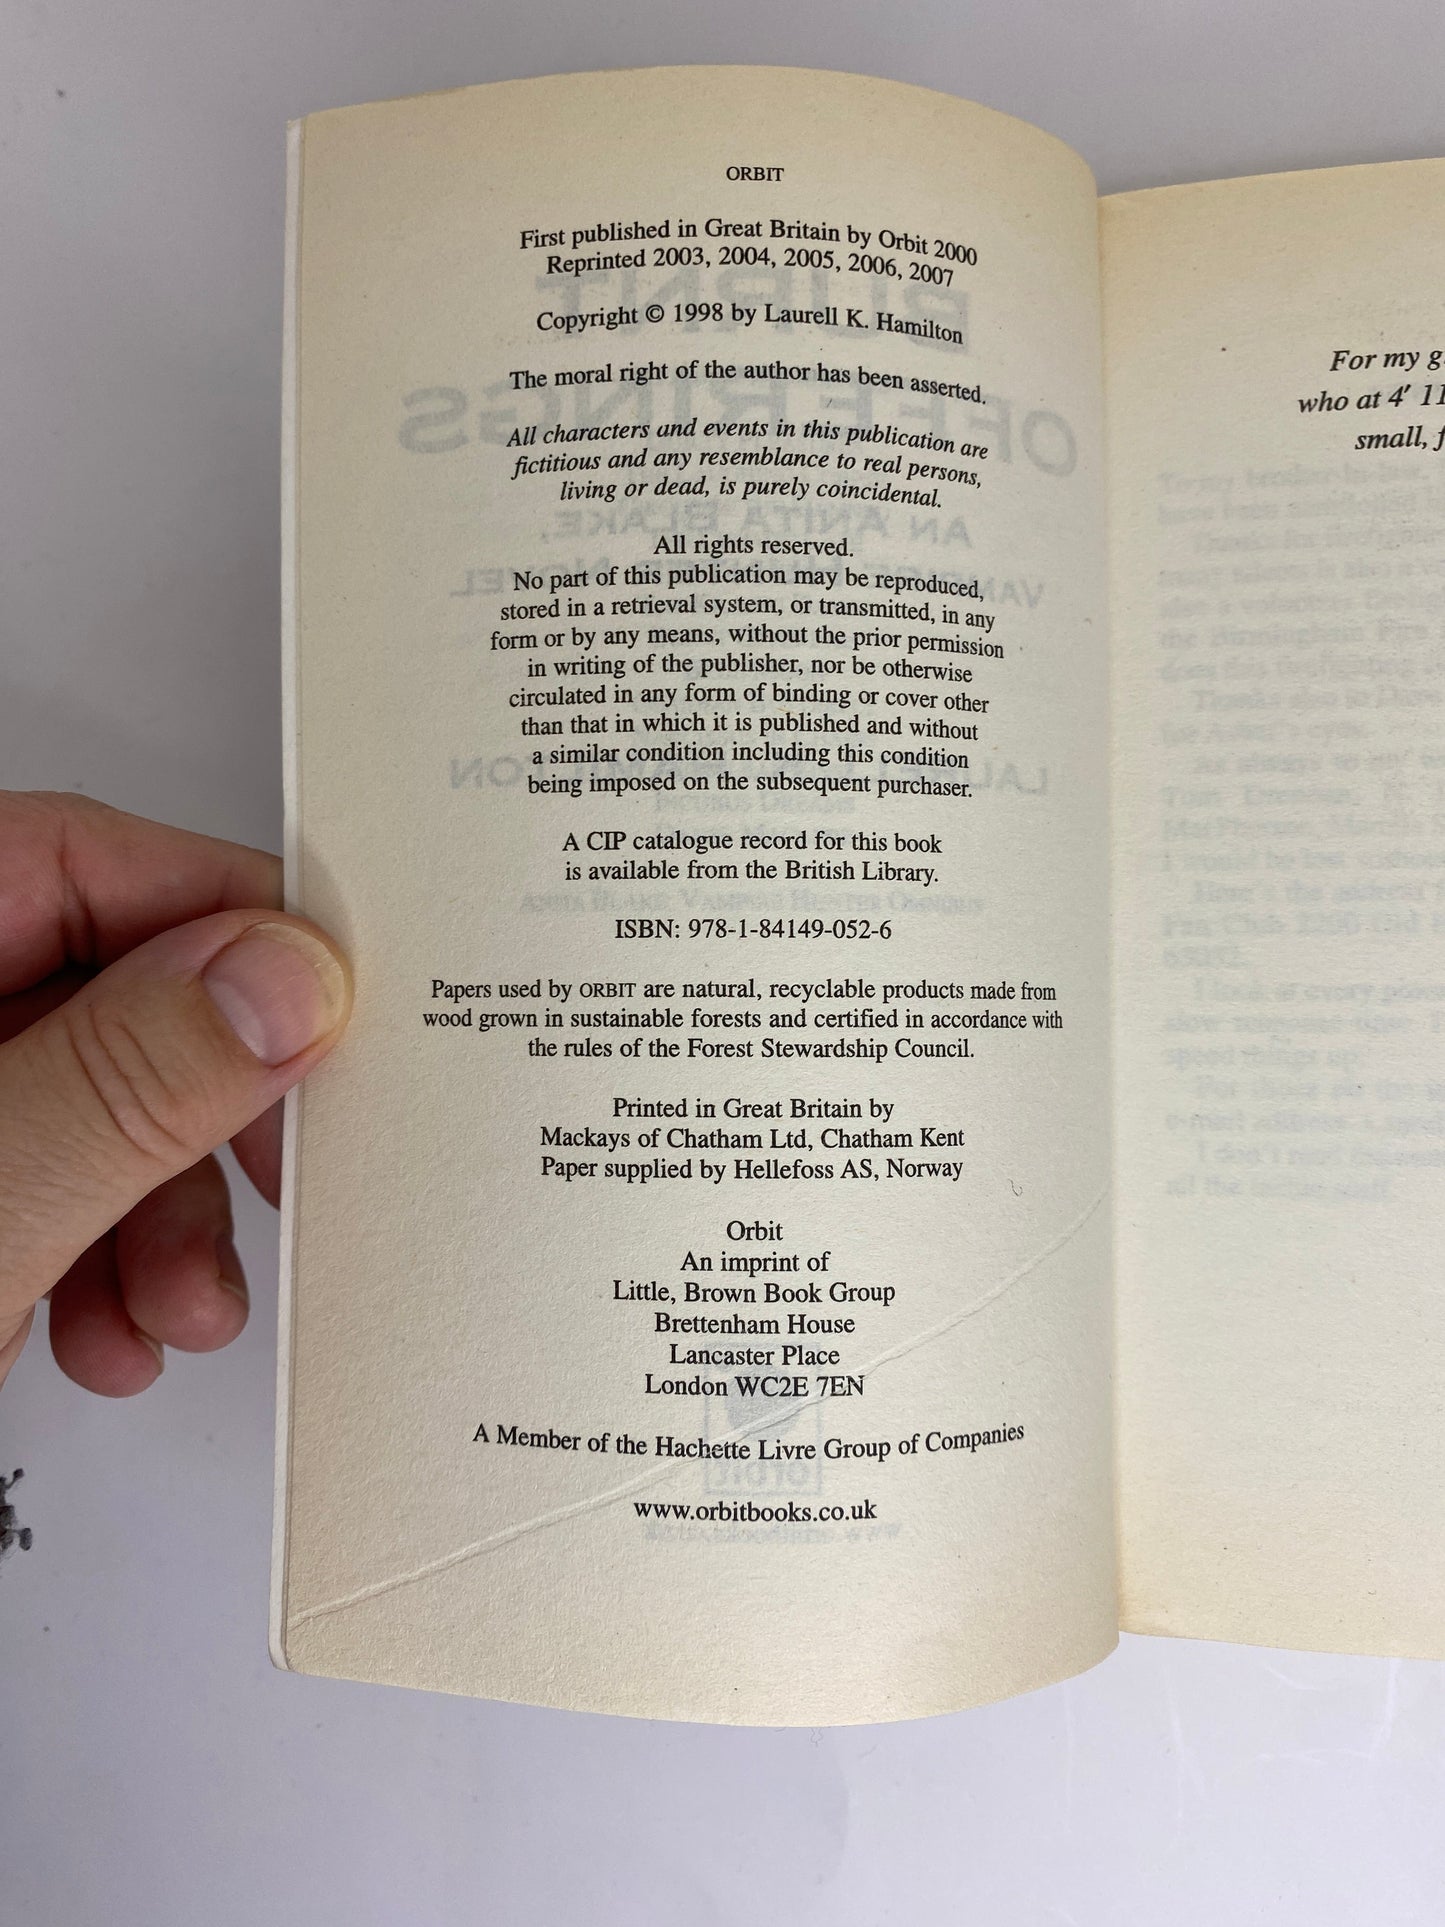 ORBIT
First published in Great Britain by Orbit 2000
Reprinted 2003, 2004, 2005, 2006, 2007
Copyright © 1998 by Laurell K. Hamilton
The moral right of the author has been asserted.
All characters and events in this publication are
fictitious and any resemblance to real persons,
living or dead, is purely coincidental.
All rights reserved.
No part of this publication may be reproduced,
stored in a retrieval system, or transmitted, in any
form or by any means, without the prior permission
in writing of the publisher, nor be otherwise
circulated in any form of binding or cover other
than that in which it is published and without
a similar condition including this condition
being imposed on the subsequent purchaser.
A CIP catalogue record for this book
is available from the British Library.
ISBN: 978-1-84149-052-6
Papers used by ORBIT are natural, recyclable products made from
wood grown in sustainable forests and certified in accordance with
the rules of the Forest Stewardship Council.
Printed in Great Britain by
Mackays of Chatham Ltd, Chatham Kent
Paper supplied by Hellefoss AS, Norway
Orbit
An imprint of
Little, Brown Book Group
Brettenham House
Lancaster Place
London WC2E 7EN
A Member of the Hachette Livre Group of Companies
www.orbitbooks.co.uk
For my
who at 4' 11
small,